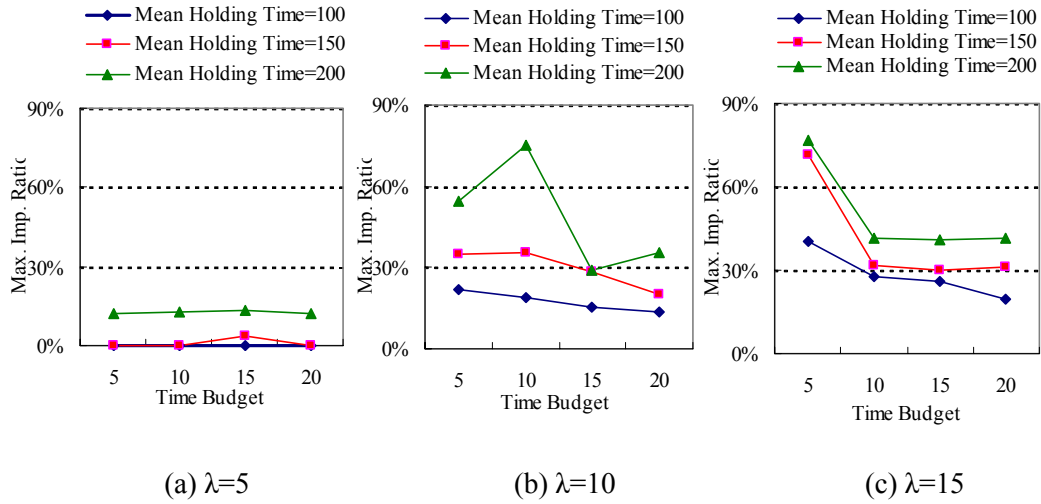 Mean Holding Time=100
Mean Holding Time=150
Mean Holding Time=200
90%
60%
30%
0%
Max. Imp. Ratio
5 10 15 20
Time Budget
(a) λ=5
Mean Holding Time=100
Mean Holding Time=150
Mean Holding Time=200
90%
60%
30%
0%
Max. Imp. Ratio
5 10 15 20
Time Budget
(b) λ=10
Mean Holding Time=100
Mean Holding Time=150
Mean Holding Time=200
90%
60%
30%
0%
Max. Imp. Ratio
5 10 15 20
Time Budget
(c) λ=15